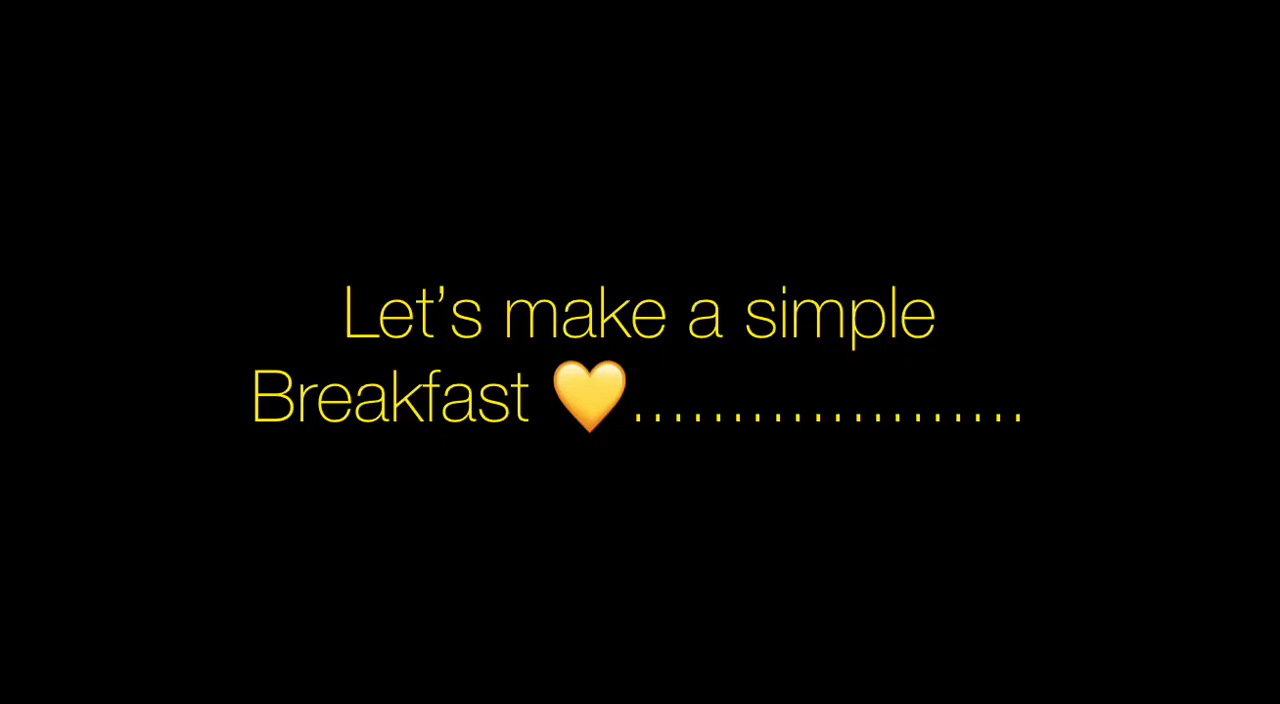 Let’s make a simple
Breakfast 💛....................